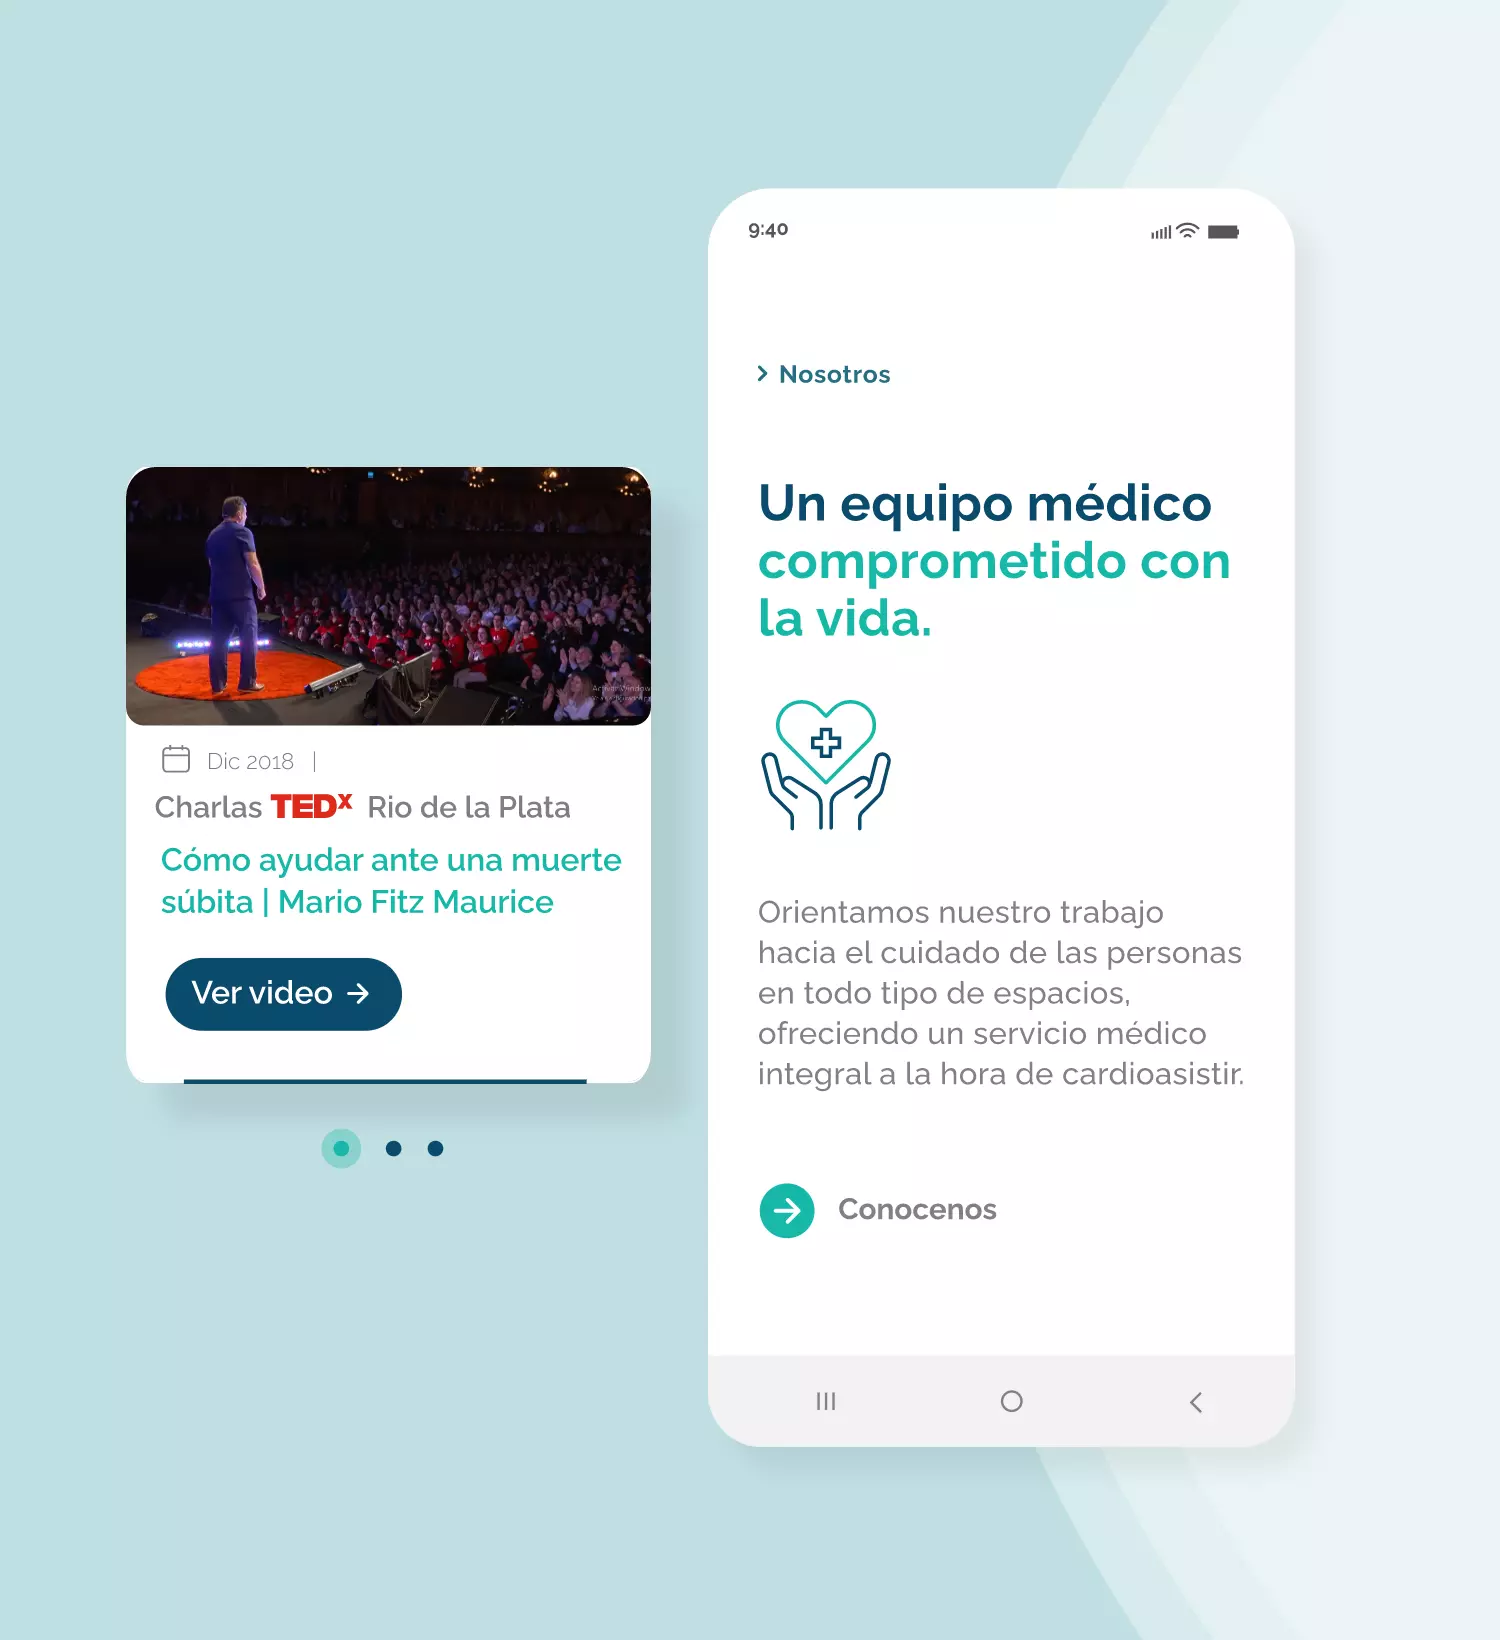 Dic 2018 |
Charlas TEDx Rio de la Plata
Cómo ayudar ante una muerte
súbita | Mario Fitz Maurice
Ver video
9:40
Nosotros
Un equipo médico
comprometido con
la vida.
Orientamos nuestro trabajo
hacia el cuidado de las personas
en todo tipo de espacios,
ofreciendo un servicio médico
integral a la hora de cardioasistir.
Conocenos